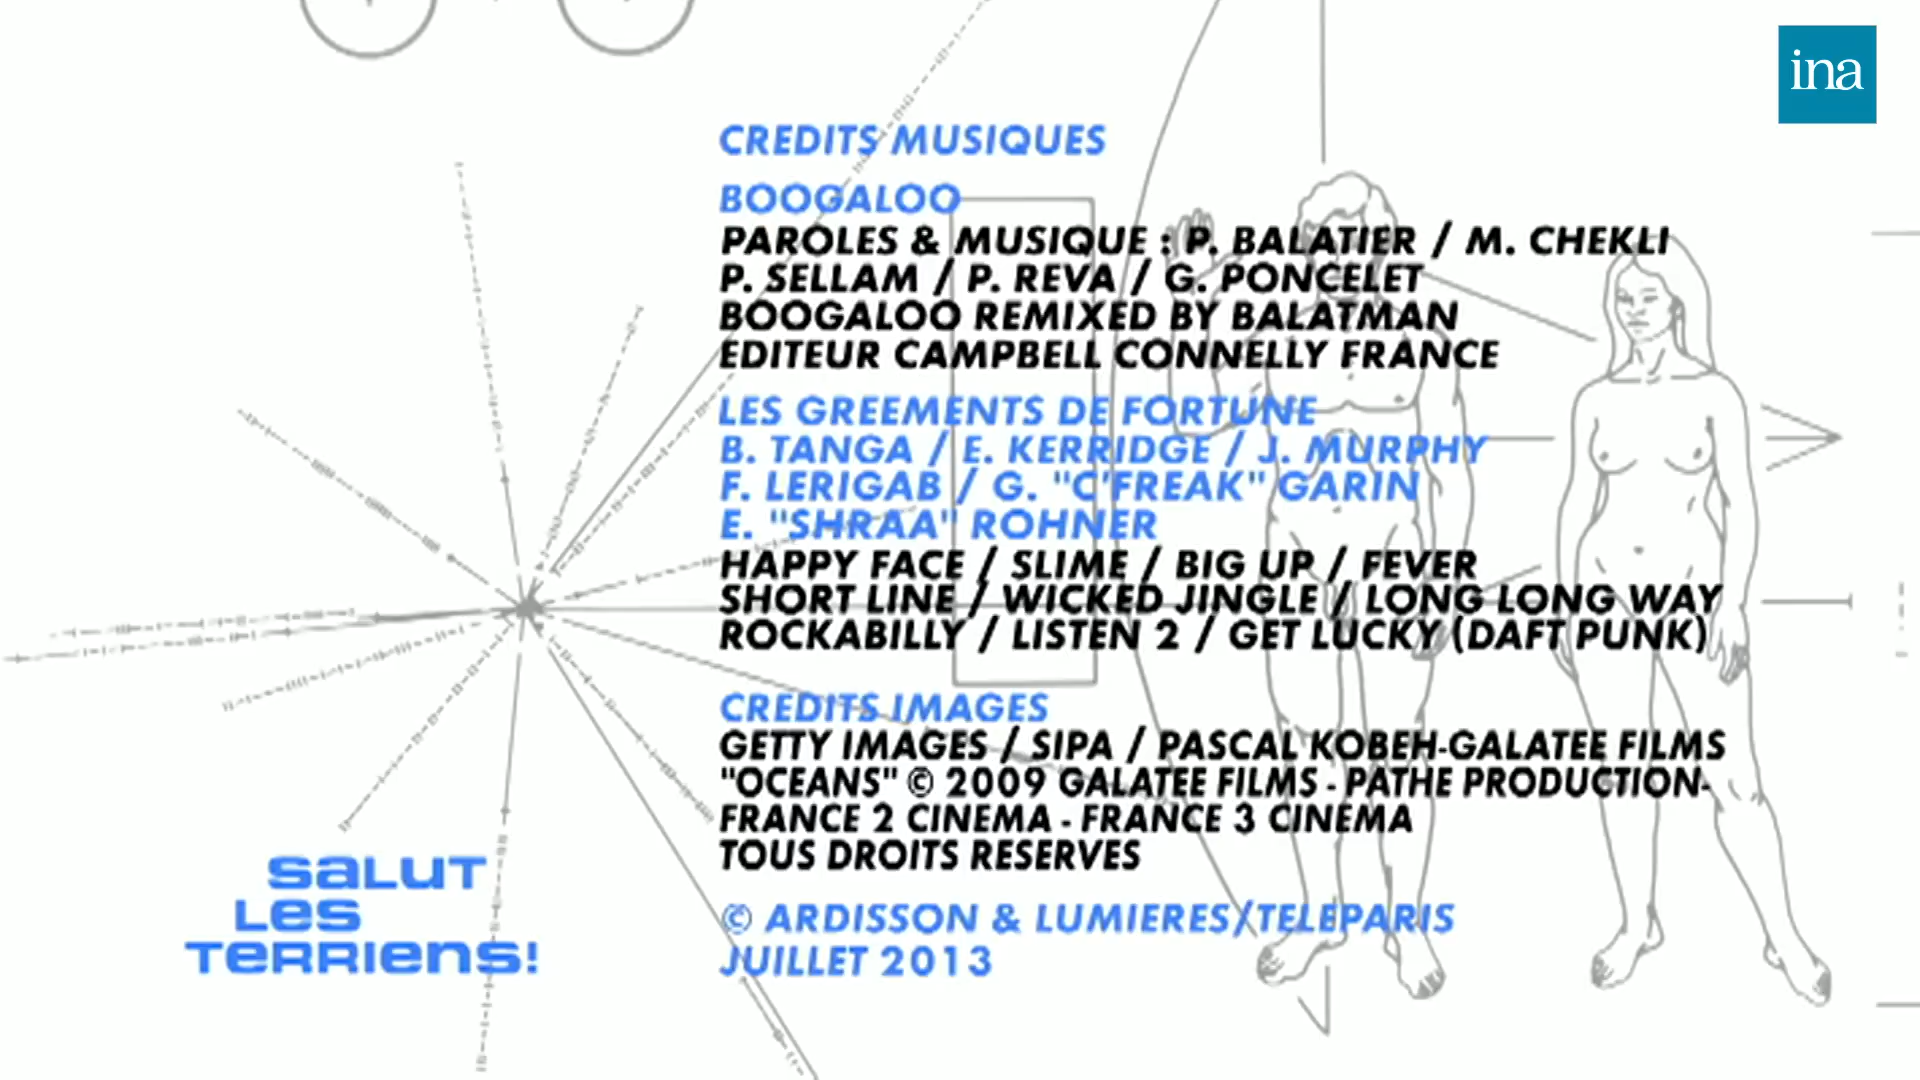 ina
CREDITS MUSIQUES
BOOGALOO
PAROLES & MUSIQUE : P. BALATIER / M. CHEKLI
P. SELLAM / P. REVA / G. PONCELET
BOOGALOO REMIXED BY BALATMAN
EDITEUR CAMPBELL CONNELLY FRANCE
LES GREEMENTS DE FORTUNE
B. TANGA / E. KERRIDGE / J. MURPHY
F. LERIGAB / G. "C'FREAK" GARIN
E. "SHRAA" ROHNER
HAPPY FACE / SLIME / BIG UP / FEVER
SHORT LINE / WICKED JINGLE / LONG LONG WAY
ROCKABILLY / LISTEN 2 / GET LUCKY (DAFT PUNK)
CREDITS IMAGES
GETTY IMAGES / SIPA / PASCAL KOBEH-GALATEE FILMS
"OCEANS" © 2009 GALATEE FILMS - PATHE PRODUCTION-
FRANCE 2 CINEMA - FRANCE 3 CINEMA
TOUS DROITS RESERVES
© ARDISSON & LUMIERES/TELEPARIS
JUILLET 2013
SALUT
LES
TERRIENS!